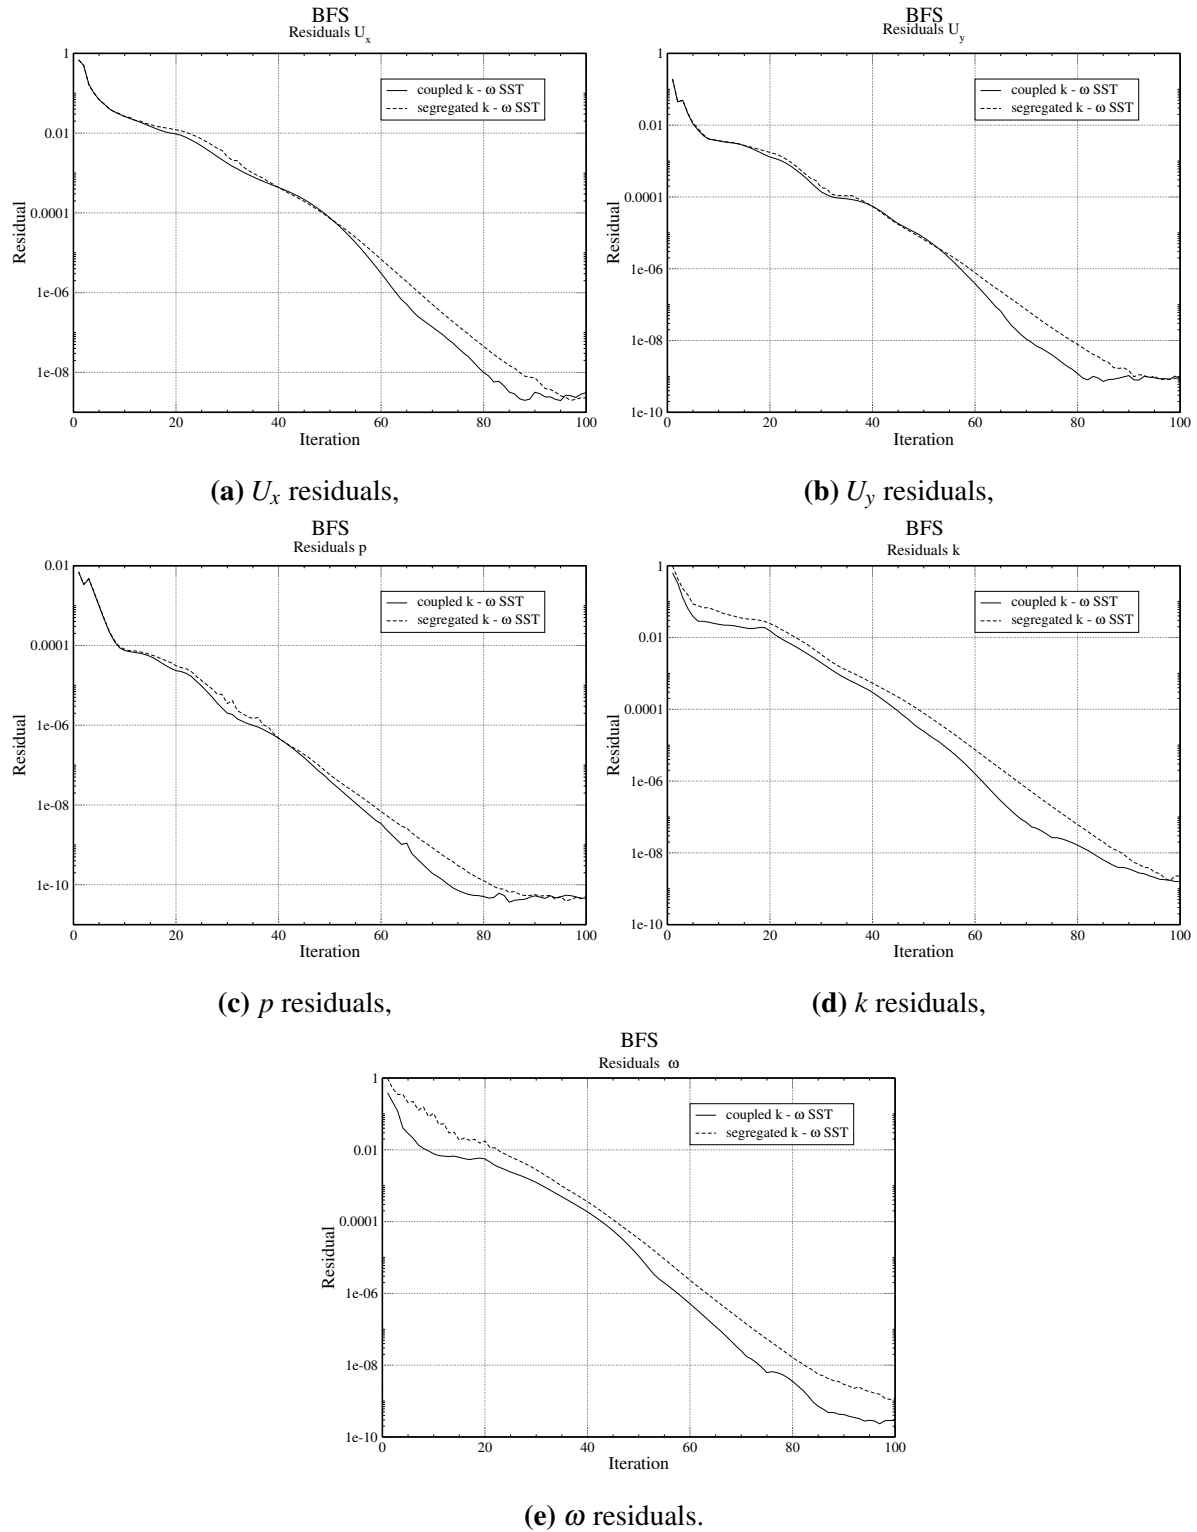 BFS
Residuals U_x
1
0.01
0.0001
1e-06
1e-08
Residual
coupled k - ω SST
segregated k - ω SST
0 20 40 60 80 100
Iteration
(a) U_x residuals,
BFS
Residuals U_y
1
0.01
0.0001
1e-06
1e-08
1e-10
Residual
coupled k - ω SST
segregated k - ω SST
0 20 40 60 80 100
Iteration
(b) U_y residuals,
BFS
Residuals p
0.01
0.0001
1e-06
1e-08
1e-10
Residual
coupled k - ω SST
segregated k - ω SST
0 20 40 60 80 100
Iteration
(c) p residuals,
BFS
Residuals k
1
0.01
0.0001
1e-06
1e-08
1e-10
Residual
coupled k - ω SST
segregated k - ω SST
0 20 40 60 80 100
Iteration
(d) k residuals,
BFS
Residuals ω
1
0.01
0.0001
1e-06
1e-08
1e-10
Residual
coupled k - ω SST
segregated k - ω SST
0 20 40 60 80 100
Iteration
(e) ω residuals.